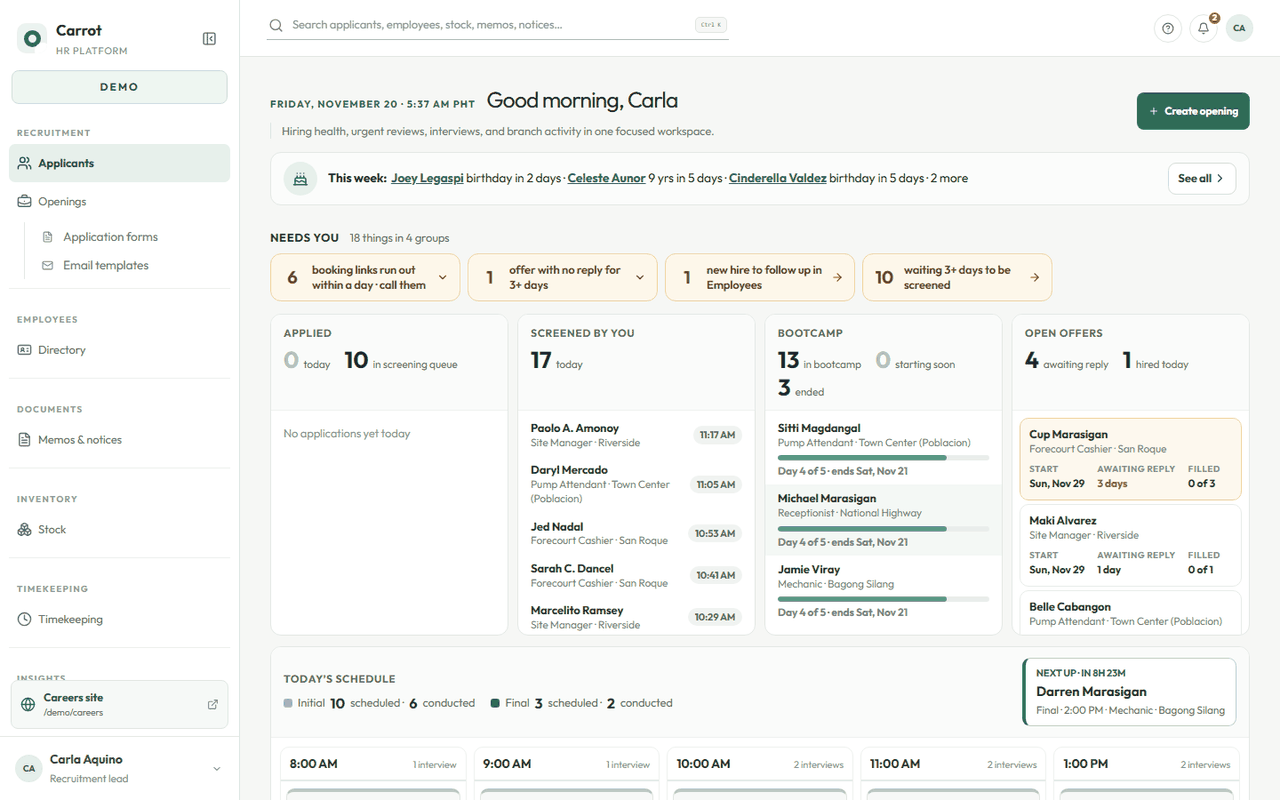 Carrot
HR PLATFORM
DEMO
RECRUITMENT
Applicants
Openings
Application forms
Email templates
EMPLOYEES
Directory
DOCUMENTS
Memos & notices
INVENTORY
Stock
TIMEKEEPING
Timekeeping
INSIGHTS
Careers site
/demo/careers
CA
Carla Aquino
Recruitment lead
Search applicants, employees, stock, memos, notices...
Ctrl K
2
CA
FRIDAY, NOVEMBER 20 · 5:37 AM PHT
Good morning, Carla
Hiring health, urgent reviews, interviews, and branch activity in one focused workspace.
+ Create opening
This week: Joey Legaspi birthday in 2 days · Celeste Aunor 9 yrs in 5 days · Cinderella Valdez birthday in 5 days · 2 more
See all
NEEDS YOU 18 things in 4 groups
6 booking links run out
within a day · call them
1 offer with no reply for
3+ days
1 new hire to follow up in
Employees
10 waiting 3+ days to be
screened
APPLIED
0 today 10 in screening queue
No applications yet today
SCREENED BY YOU
17 today
Paolo A. Amonoy
Site Manager · Riverside
11:17 AM
Daryl Mercado
Pump Attendant · Town Center
(Poblacion)
11:05 AM
Jed Nadal
Forecourt Cashier · San Roque
10:53 AM
Sarah C. Dancel
Forecourt Cashier · San Roque
10:41 AM
Marcelito Ramsey
Site Manager · Riverside
10:29 AM
BOOTCAMP
13 in bootcamp 0 starting soon
3 ended
Sitti Magdangal
Pump Attendant · Town Center (Poblacion)
Day 4 of 5 · ends Sat, Nov 21
Michael Marasigan
Receptionist · National Highway
Day 4 of 5 · ends Sat, Nov 21
Jamie Viray
Mechanic · Bagong Silang
Day 4 of 5 · ends Sat, Nov 21
OPEN OFFERS
4 awaiting reply 1 hired today
Cup Marasigan
Forecourt Cashier · San Roque
START AWAITING REPLY FILLED
Sun, Nov 29 3 days 0 of 3
Maki Alvarez
Site Manager · Riverside
START AWAITING REPLY FILLED
Sun, Nov 29 1 day 0 of 1
Belle Cabangon
Pump Attendant · Town Center (Poblacion)
TODAY'S SCHEDULE
Initial 10 scheduled · 6 conducted Final 3 scheduled · 2 conducted
NEXT UP · IN 8H 23M
Darren Marasigan
Final · 2:00 PM · Mechanic · Bagong Silang
8:00 AM 1 interview
9:00 AM 1 interview
10:00 AM 2 interviews
11:00 AM 2 interviews
1:00 PM 2 interviews